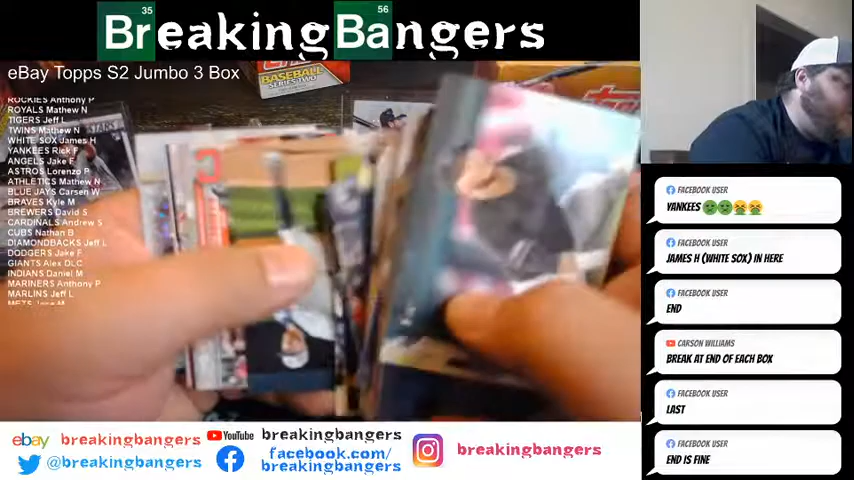 35
56
BreakingBangers
eBay Topps S2 Jumbo 3 Box
BASEBALL
SERIES TWO
ROCKIES Anthony P
ROYALS Mathew N
TIGERS Jeff L
TWINS Mathew N
WHITE SOX James H
YANKEES Rick F
ANGELS Jake F
ASTROS Lorenzo P
ATHLETICS Mathew N
BLUE JAYS Carsen W
BRAVES Kyle M
BREWERS David S
CARDINALS Andrew S
CUBS Nathan B
DIAMONDBACKS Jeff L
DODGERS Jake F
GIANTS Alex DLC
INDIANS Daniel M
MARINERS Anthony P
MARLINS Jeff L
FACEBOOK USER
YANKEES 🤢🤢🤮🤮
FACEBOOK USER
JAMES H (WHITE SOX) IN HERE
FACEBOOK USER
END
CARSON WILLIAMS
BREAK AT END OF EACH BOX
FACEBOOK USER
LAST
FACEBOOK USER
END IS FINE
ebay breakingbangers
YouTube breakingbangers
@breakingbangers
facebook.com/
breakingbangers
breakingbangers